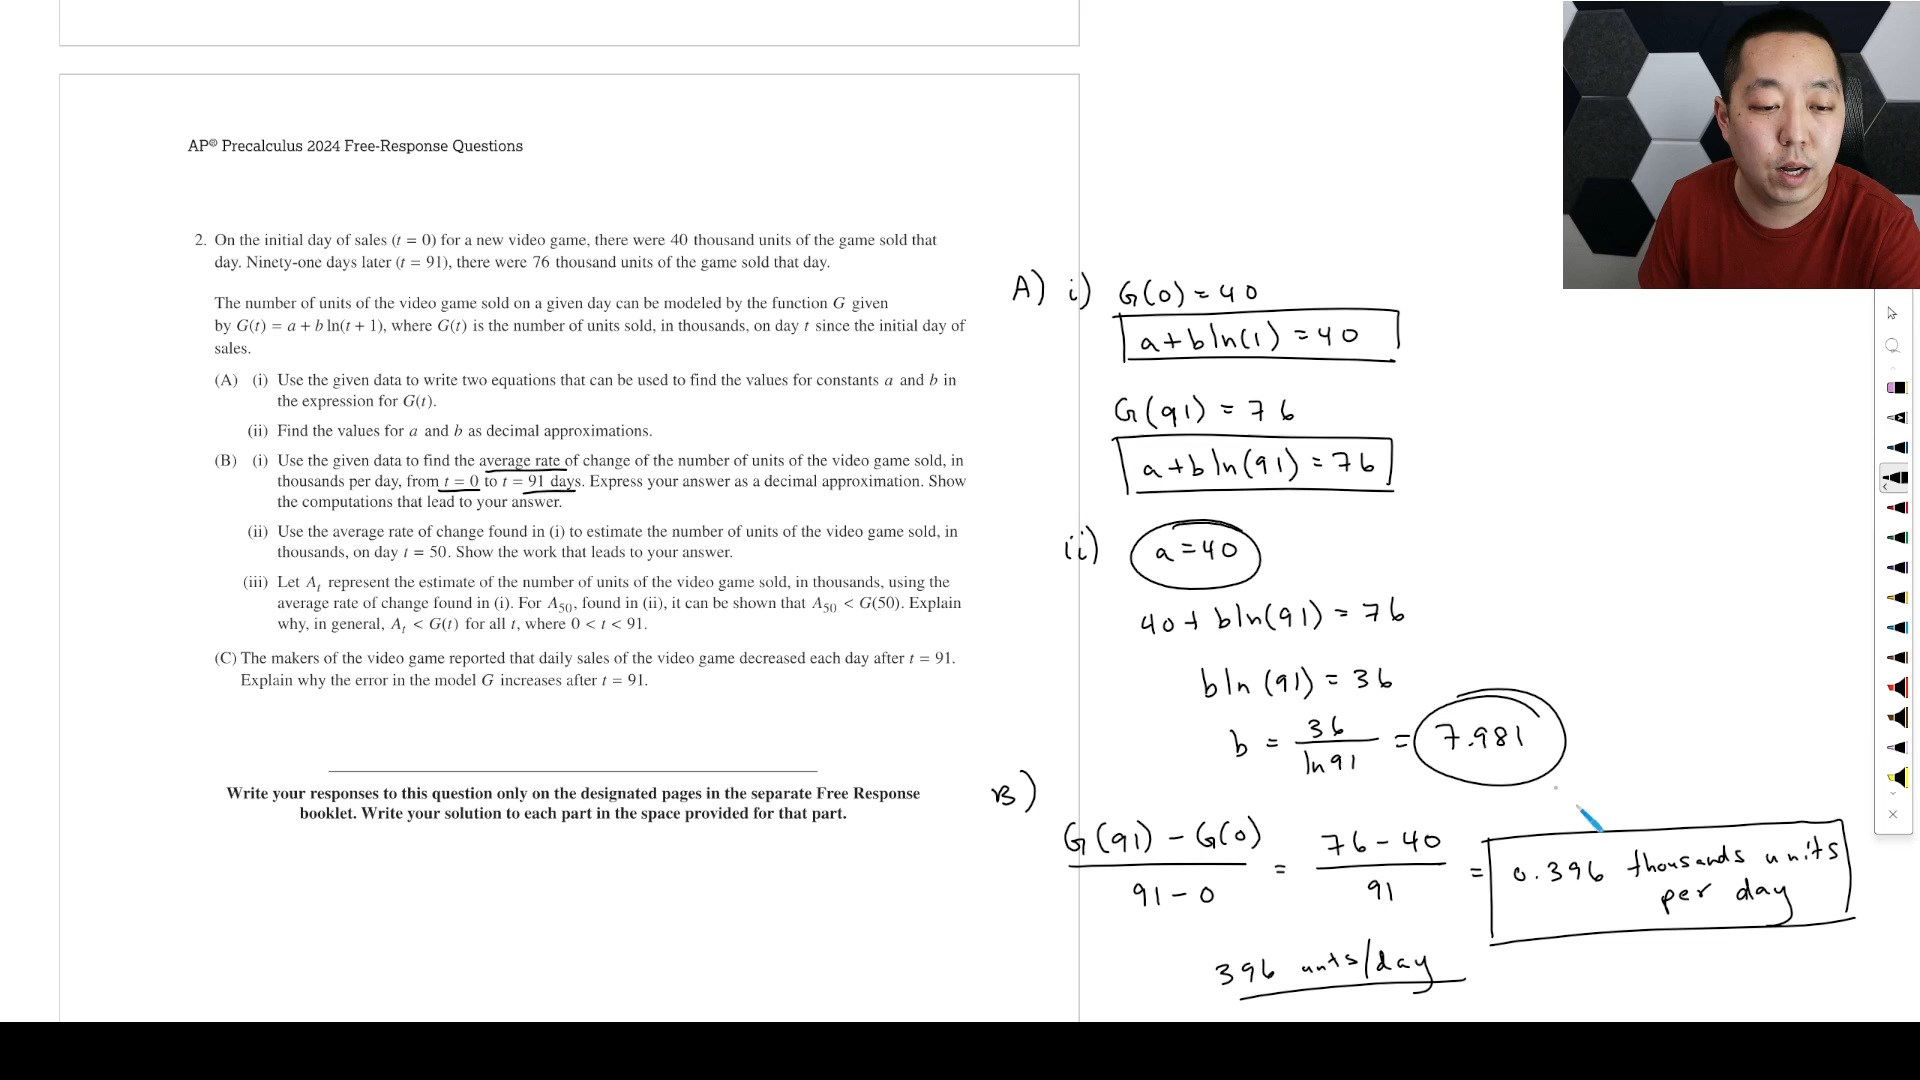 AP® Precalculus 2024 Free-Response Questions
2. On the initial day of sales (t = 0) for a new video game, there were 40 thousand units of the game sold that
day. Ninety-one days later (t = 91), there were 76 thousand units of the game sold that day.
The number of units of the video game sold on a given day can be modeled by the function G given
by G(t) = a + b ln(t + 1), where G(t) is the number of units sold, in thousands, on day t since the initial day of
sales.
(A) (i) Use the given data to write two equations that can be used to find the values for constants a and b in
the expression for G(t).
(ii) Find the values for a and b as decimal approximations.
(B) (i) Use the given data to find the average rate of change of the number of units of the video game sold, in
thousands per day, from t = 0 to t = 91 days. Express your answer as a decimal approximation. Show
the computations that lead to your answer.
(ii) Use the average rate of change found in (i) to estimate the number of units of the video game sold, in
thousands, on day t = 50. Show the work that leads to your answer.
(iii) Let Aₜ represent the estimate of the number of units of the video game sold, in thousands, using the
average rate of change found in (i). For A₅₀, found in (ii), it can be shown that A₅₀ < G(50). Explain
why, in general, Aₜ < G(t) for all t, where 0 < t < 91.
(C) The makers of the video game reported that daily sales of the video game decreased each day after t = 91.
Explain why the error in the model G increases after t = 91.
Write your responses to this question only on the designated pages in the separate Free Response
booklet. Write your solution to each part in the space provided for that part.
A) i) G(0) = 40
a+bln(1) = 40
G(91) = 76
a+bln(91) = 76
ii) a = 40
40+bln(91) = 76
bln(91) = 36
b = 36/ln91 = 7.981
B)
G(91) - G(0) / 91-0 = 76-40 / 91 = 0.396 thousands units
per day
396 unts/day